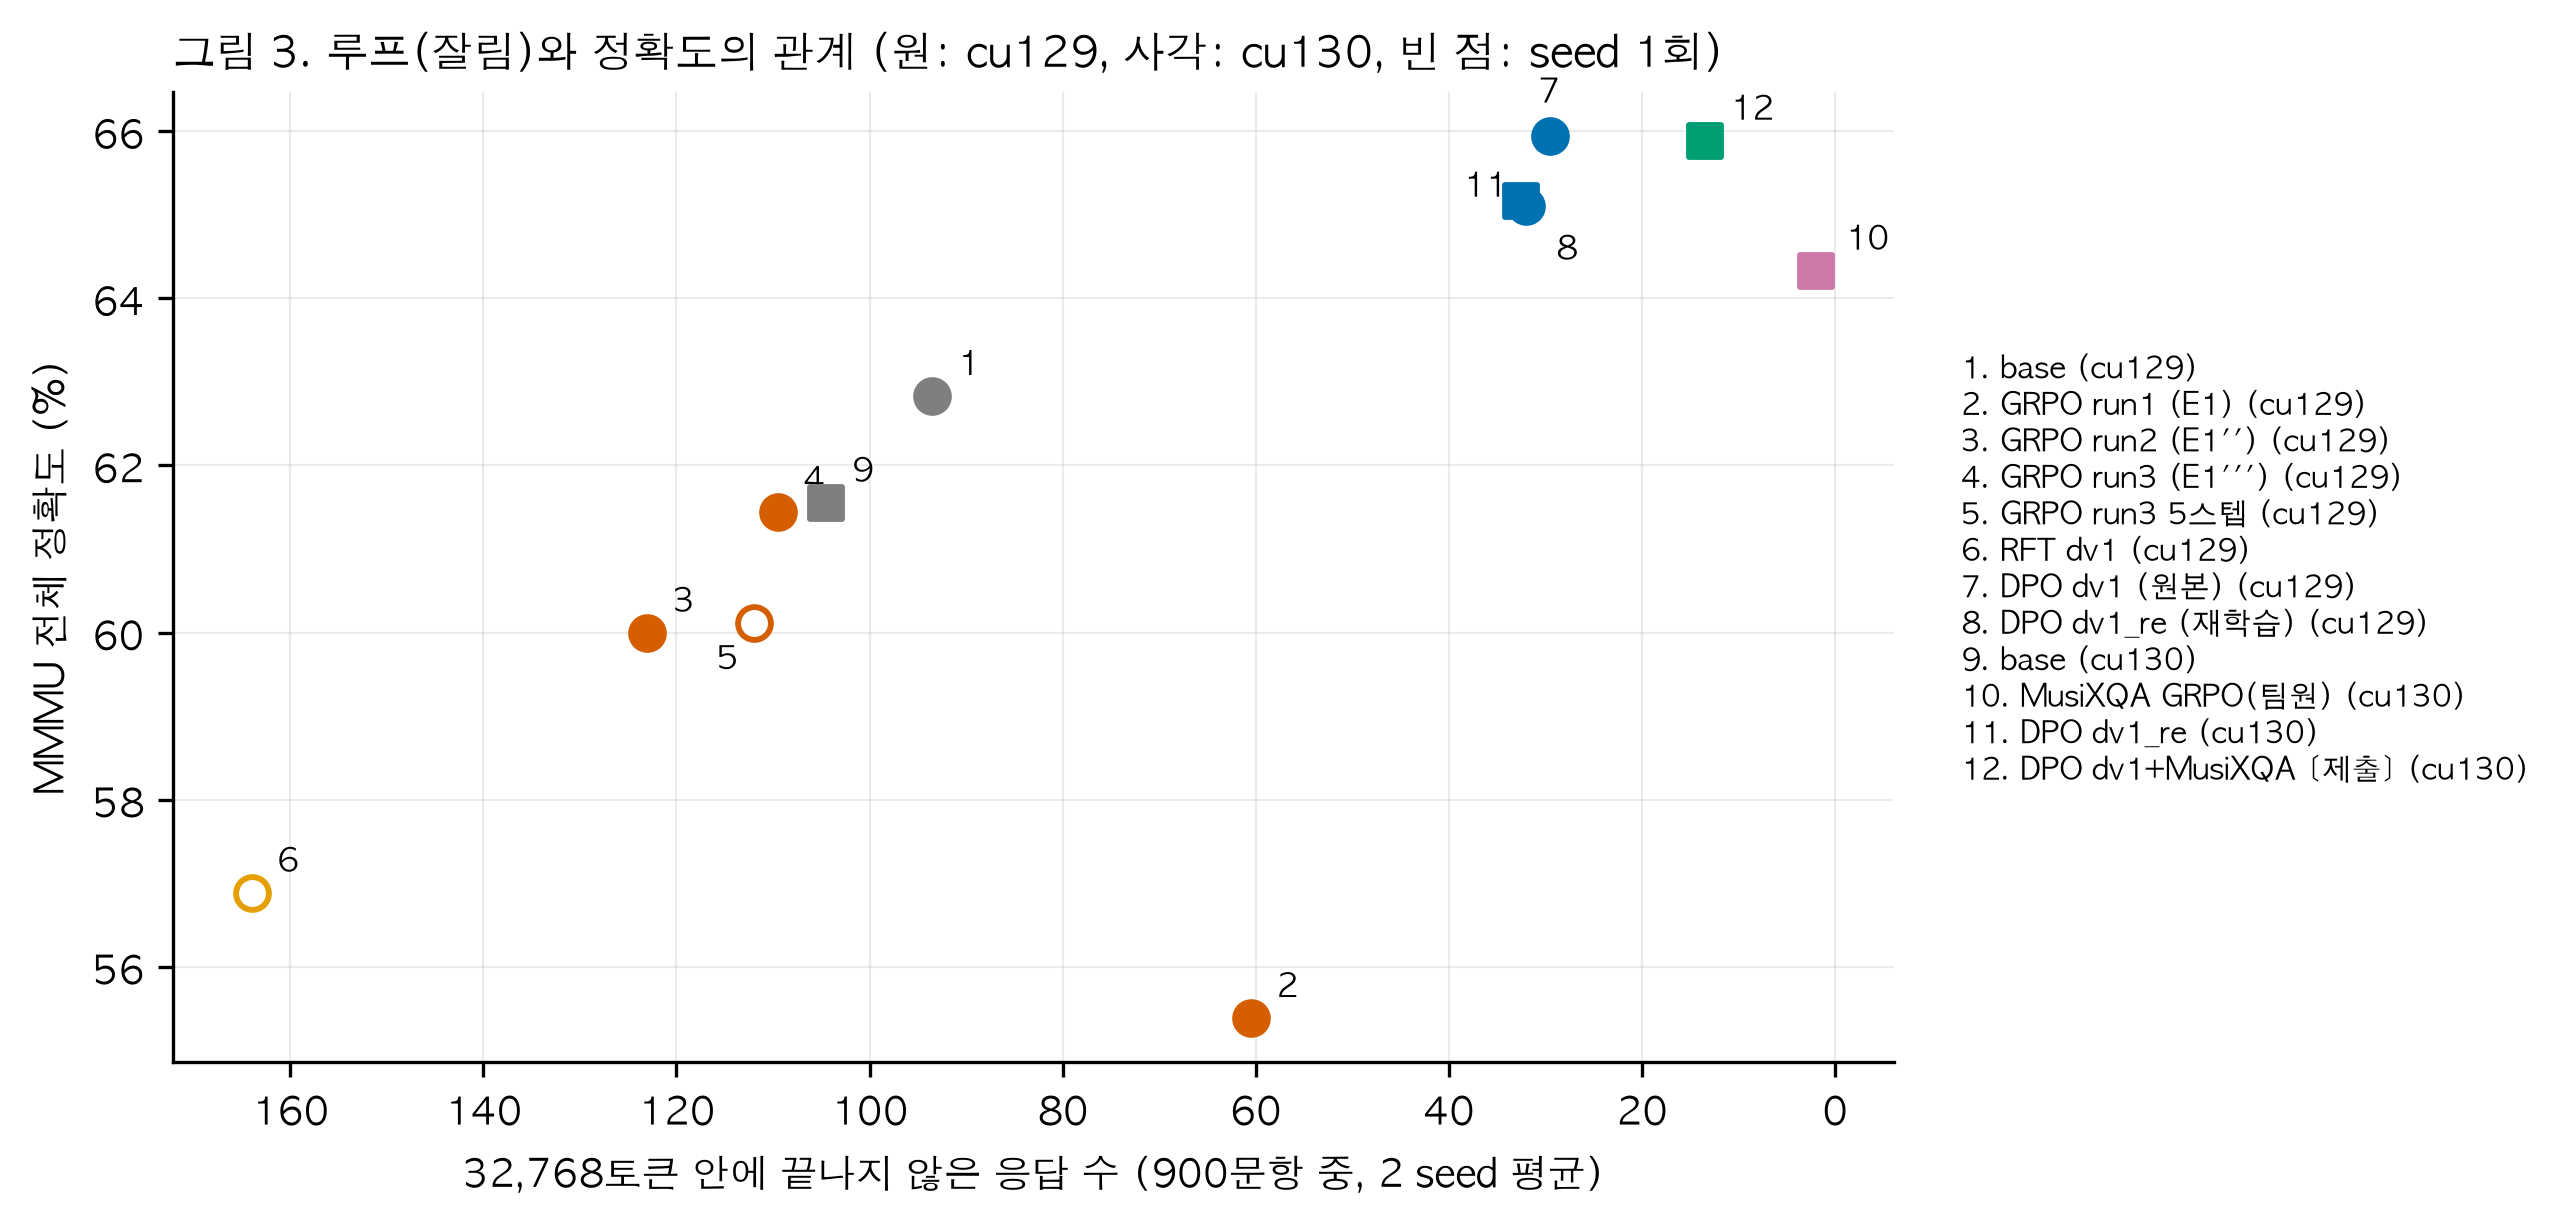 그림 3. 루프(잘림)와 정확도의 관계 (원: cu129, 사각: cu130, 빈 점: seed 1회)
MMMU 전체 정확도 (%)
66
64
62
60
58
56
7
12
11
8
10
1
4
9
3
5
6
2
160
140
120
100
80
60
40
20
0
32,768토큰 안에 끝나지 않은 응답 수 (900문항 중, 2 seed 평균)
1. base (cu129)
2. GRPO run1 (E1) (cu129)
3. GRPO run2 (E1′′) (cu129)
4. GRPO run3 (E1′′′) (cu129)
5. GRPO run3 5스텝 (cu129)
6. RFT dv1 (cu129)
7. DPO dv1 (원본) (cu129)
8. DPO dv1_re (재학습) (cu129)
9. base (cu130)
10. MusiXQA GRPO(팀원) (cu130)
11. DPO dv1_re (cu130)
12. DPO dv1+MusiXQA [제출] (cu130)